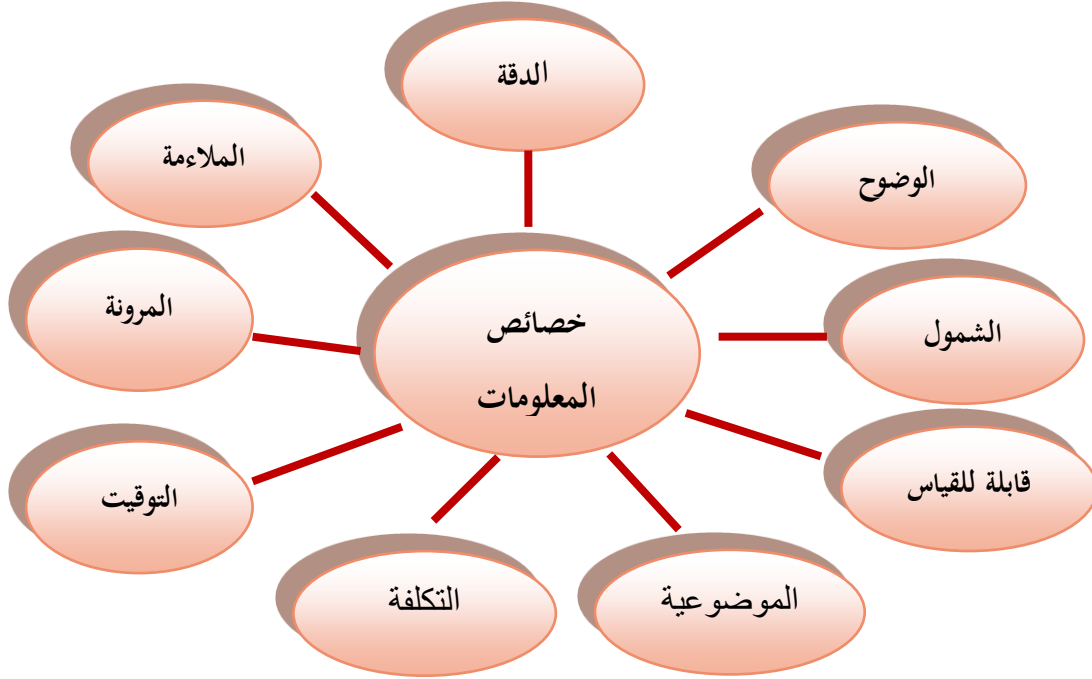 الدقة
الوضوح
الملاءمة
المرونة
خصائص
المعلومات
الشمول
قابلة للقياس
التوقيت
الموضوعية
التكلفة